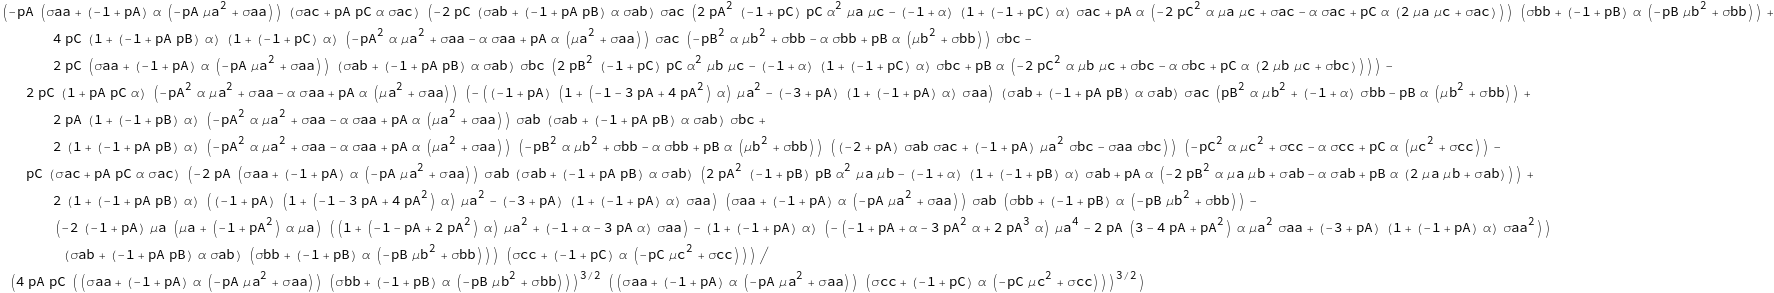 (-pA (σaa + (-1 + pA) α (-pA μa² + σaa)) (σac + pA pC α σac) (-2 pC (σab + (-1 + pA pB) α σab) σac (2 pA² (-1 + pC) pC α² μa μc - (-1 + α) (1 + (-1 + pC) α) σac + pA α (-2 pC² α μa μc + σac - α σac + pC α (2 μa μc + σac))) (σbb + (-1 + pB) α (-pB μb² + σbb)) +
4 pC (1 + (-1 + pA pB) α) (1 + (-1 + pC) α) (-pA² α μa² + σaa - α σaa + pA α (μa² + σaa)) σac (-pB² α μb² + σbb - α σbb + pB α (μb² + σbb)) σbc -
2 pC (σaa + (-1 + pA) α (-pA μa² + σaa)) (σab + (-1 + pA pB) α σab) σbc (2 pB² (-1 + pC) pC α² μb μc - (-1 + α) (1 + (-1 + pC) α) σbc + pB α (-2 pC² α μb μc + σbc - α σbc + pC α (2 μb μc + σbc)))) -
2 pC (1 + pA pC α) (-pA² α μa² + σaa - α σaa + pA α (μa² + σaa)) (-((-1 + pA) (1 + (-1 - 3 pA + 4 pA²) α) μa² - (-3 + pA) (1 + (-1 + pA) α) σaa) (σab + (-1 + pA pB) α σab) σac (pB² α μb² + (-1 + α) σbb - pB α (μb² + σbb)) +
2 pA (1 + (-1 + pB) α) (-pA² α μa² + σaa - α σaa + pA α (μa² + σaa)) σab (σab + (-1 + pA pB) α σab) σbc +
2 (1 + (-1 + pA pB) α) (-pA² α μa² + σaa - α σaa + pA α (μa² + σaa)) (-pB² α μb² + σbb - α σbb + pB α (μb² + σbb)) ((-2 + pA) σab σac + (-1 + pA) μa² σbc - σaa σbc)) (-pC² α μc² + σcc - α σcc + pC α (μc² + σcc)) -
pC (σac + pA pC α σac) (-2 pA (σaa + (-1 + pA) α (-pA μa² + σaa)) σab (σab + (-1 + pA pB) α σab) (2 pA² (-1 + pB) pB α² μa μb - (-1 + α) (1 + (-1 + pB) α) σab + pA α (-2 pB² α μa μb + σab - α σab + pB α (2 μa μb + σab))) +
2 (1 + (-1 + pA pB) α) ((-1 + pA) (1 + (-1 - 3 pA + 4 pA²) α) μa² - (-3 + pA) (1 + (-1 + pA) α) σaa) (σaa + (-1 + pA) α (-pA μa² + σaa)) σab (σbb + (-1 + pB) α (-pB μb² + σbb)) -
(-2 (-1 + pA) μa (μa + (-1 + pA²) α μa) ((1 + (-1 - pA + 2 pA²) α) μa² + (-1 + α - 3 pA α) σaa) - (1 + (-1 + pA) α) (-(-1 + pA + α - 3 pA² α + 2 pA³ α) μa⁴ - 2 pA (3 - 4 pA + pA²) α μa² σaa + (-3 + pA) (1 + (-1 + pA) α) σaa²))
(σab + (-1 + pA pB) α σab) (σbb + (-1 + pB) α (-pB μb² + σbb))) (σcc + (-1 + pC) α (-pC μc² + σcc))) /
(4 pA pC ((σaa + (-1 + pA) α (-pA μa² + σaa)) (σbb + (-1 + pB) α (-pB μb² + σbb)))^3/2 ((σaa + (-1 + pA) α (-pA μa² + σaa)) (σcc + (-1 + pC) α (-pC μc² + σcc)))^3/2)